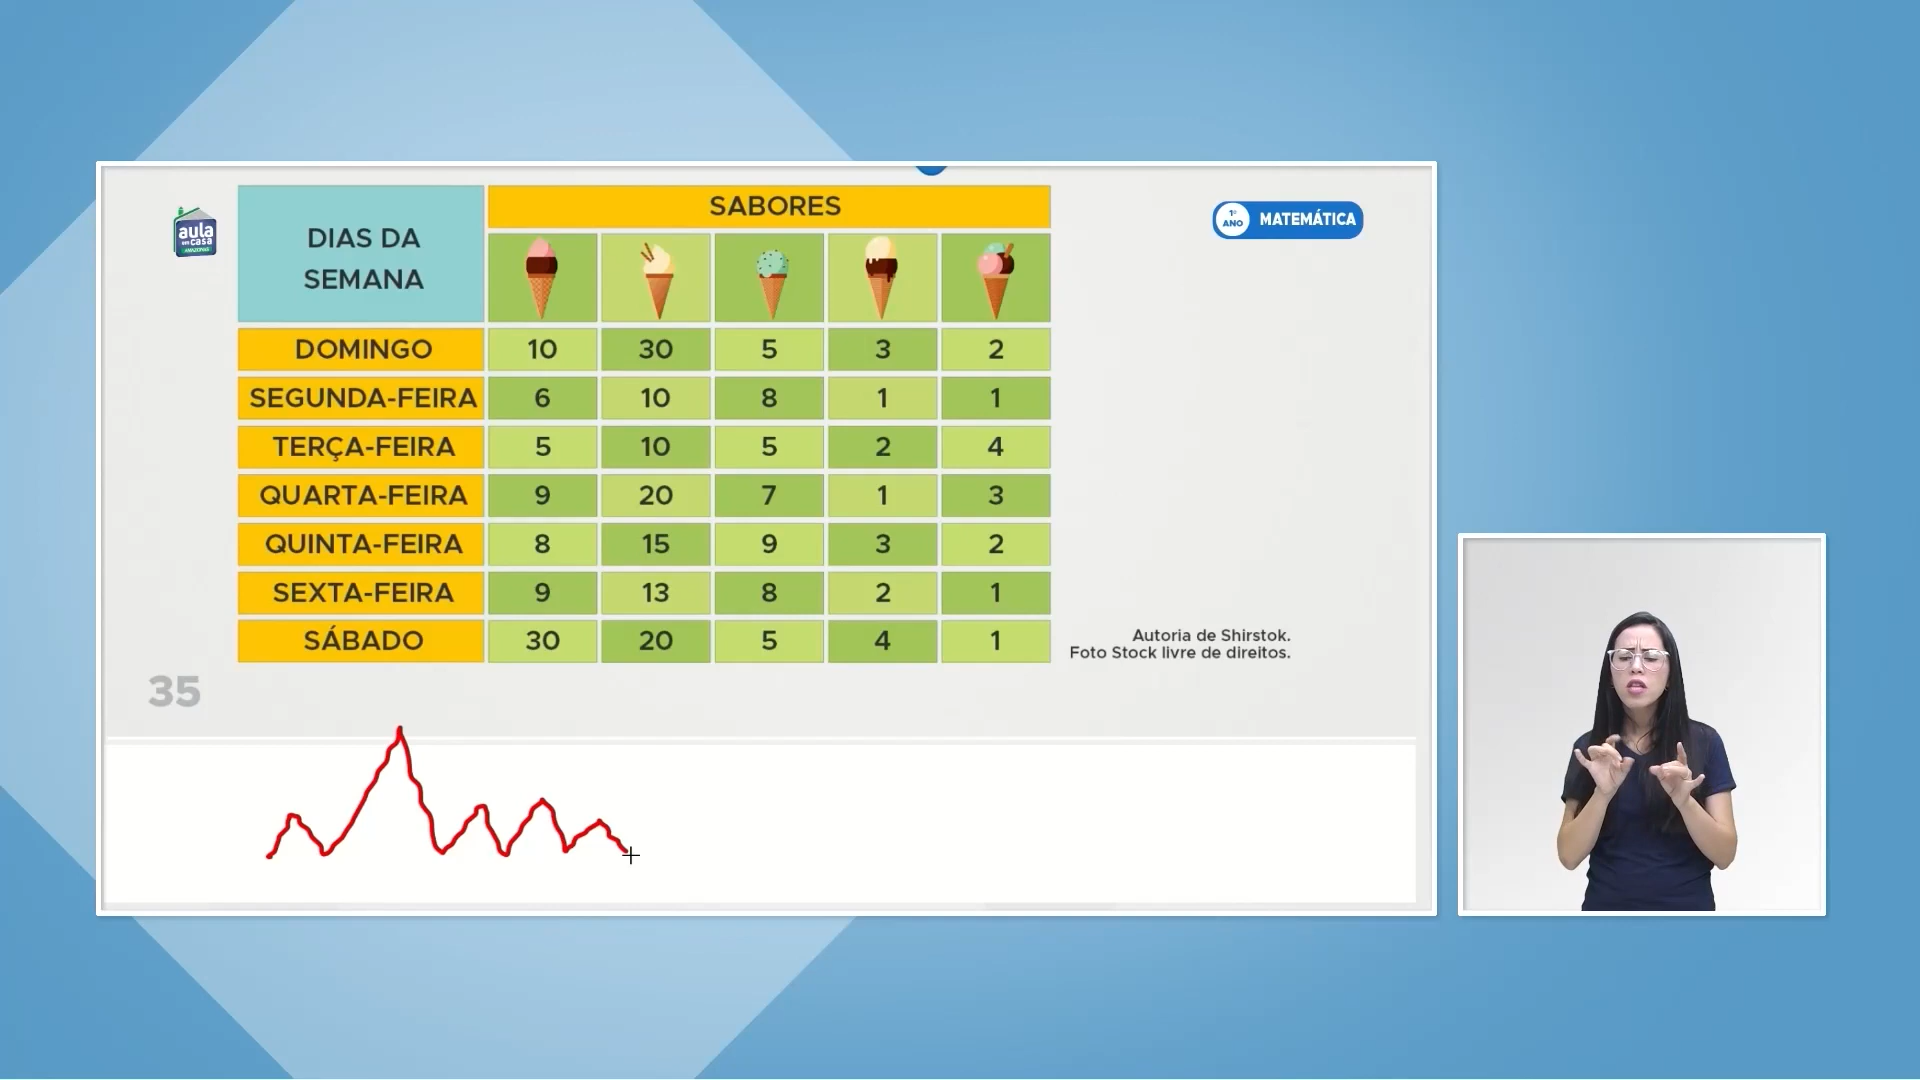 aula
em casa
AMAZONAS
1º
ANO
MATEMÁTICA
DIAS DA
SEMANA
SABORES
DOMINGO 10 30 5 3 2
SEGUNDA-FEIRA 6 10 8 1 1
TERÇA-FEIRA 5 10 5 2 4
QUARTA-FEIRA 9 20 7 1 3
QUINTA-FEIRA 8 15 9 3 2
SEXTA-FEIRA 9 13 8 2 1
SÁBADO 30 20 5 4 1
Autoria de Shirstok.
Foto Stock livre de direitos.
35